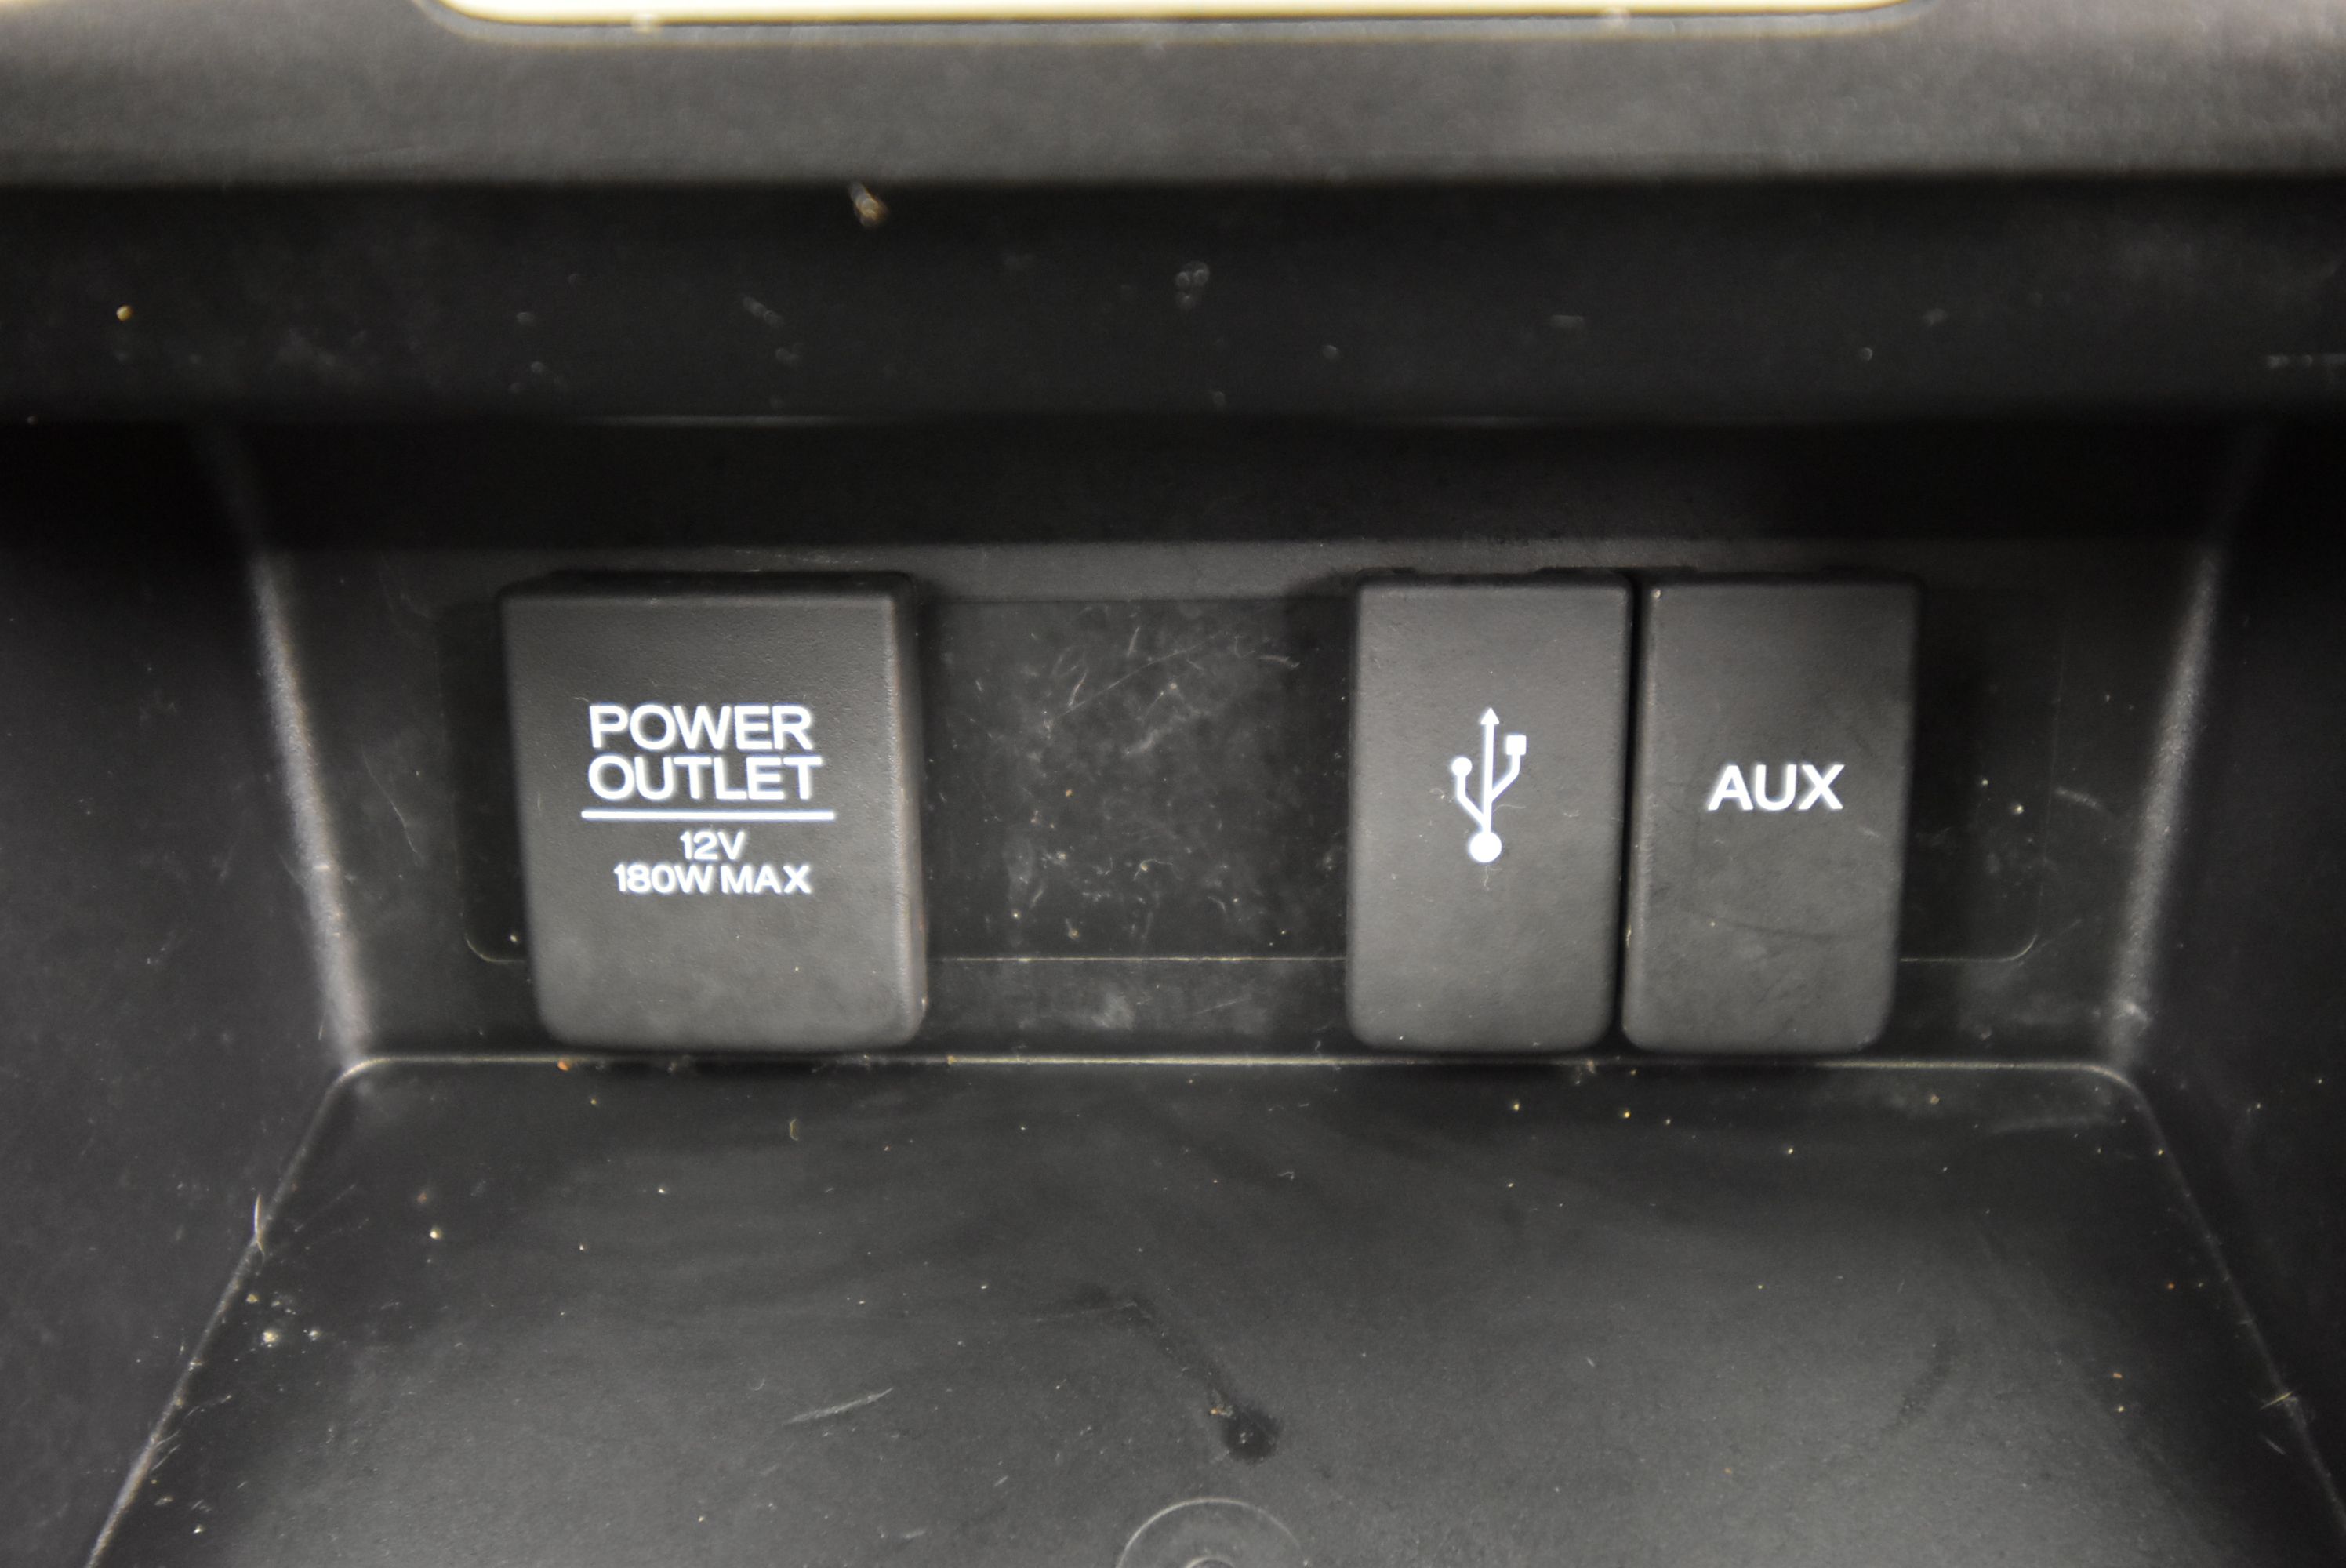 POWER
OUTLET
12V
180W MAX
AUX